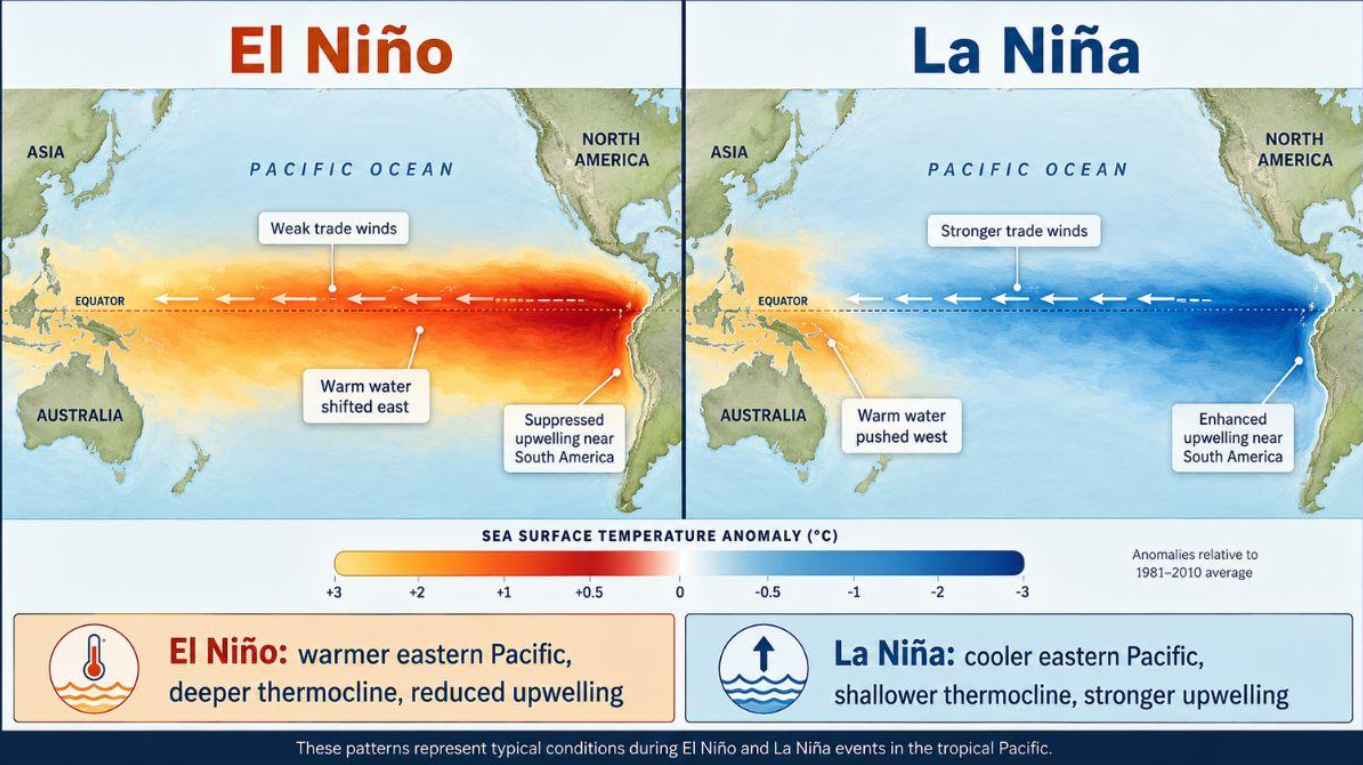 El Niño
ASIA
NORTH
AMERICA
PACIFIC OCEAN
Weak trade winds
EQUATOR
Warm water
shifted east
AUSTRALIA
Suppressed
upwelling near
South America
La Niña
ASIA
NORTH
AMERICA
PACIFIC OCEAN
Stronger trade winds
EQUATOR
AUSTRALIA
Warm water
pushed west
Enhanced
upwelling near
South America
SEA SURFACE TEMPERATURE ANOMALY (°C)
+3 +2 +1 +0.5 0 -0.5 -1 -2 -3
Anomalies relative to
1981–2010 average
El Niño: warmer eastern Pacific,
deeper thermocline, reduced upwelling
La Niña: cooler eastern Pacific,
shallower thermocline, stronger upwelling
These patterns represent typical conditions during El Niño and La Niña events in the tropical Pacific.